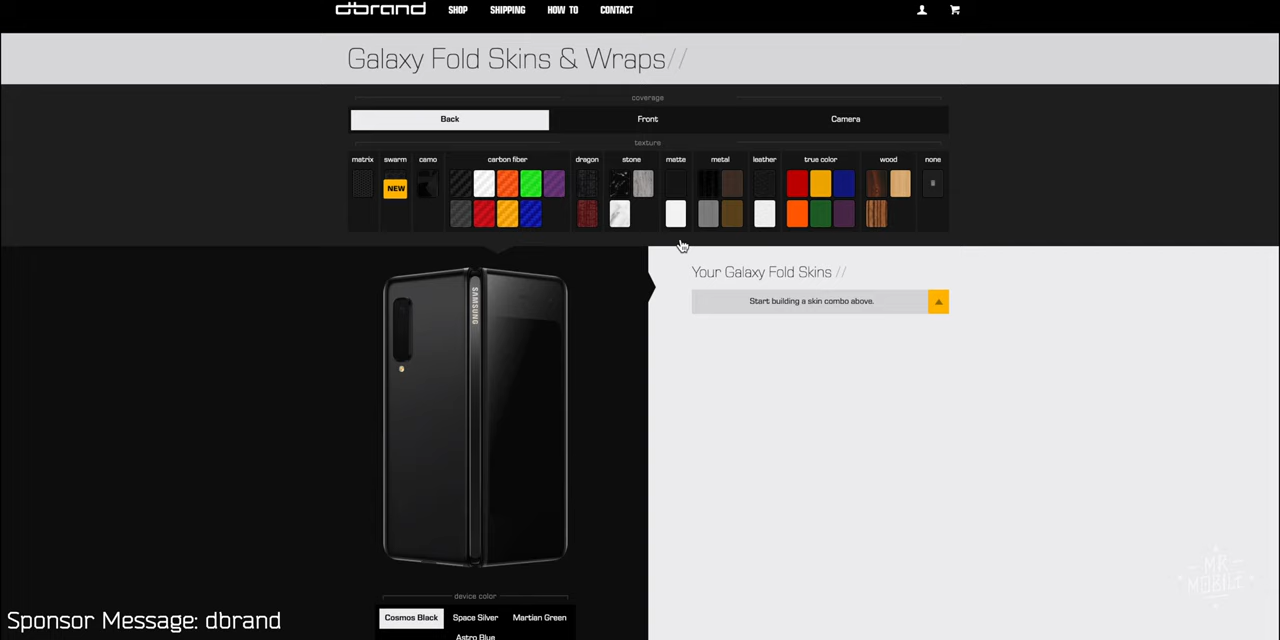 dbrand SHOP SHIPPING HOW TO CONTACT
Galaxy Fold Skins & Wraps//
coverage
Back Front Camera
texture
matrix swarm camo carbon fiber dragon stone matte metal leather true color wood none
NEW
Your Galaxy Fold Skins //
Start building a skin combo above.
SAMSUNG
device color
Cosmos Black Space Silver Martian Green
Astro Blue
Sponsor Message: dbrand
MR
MOBILE